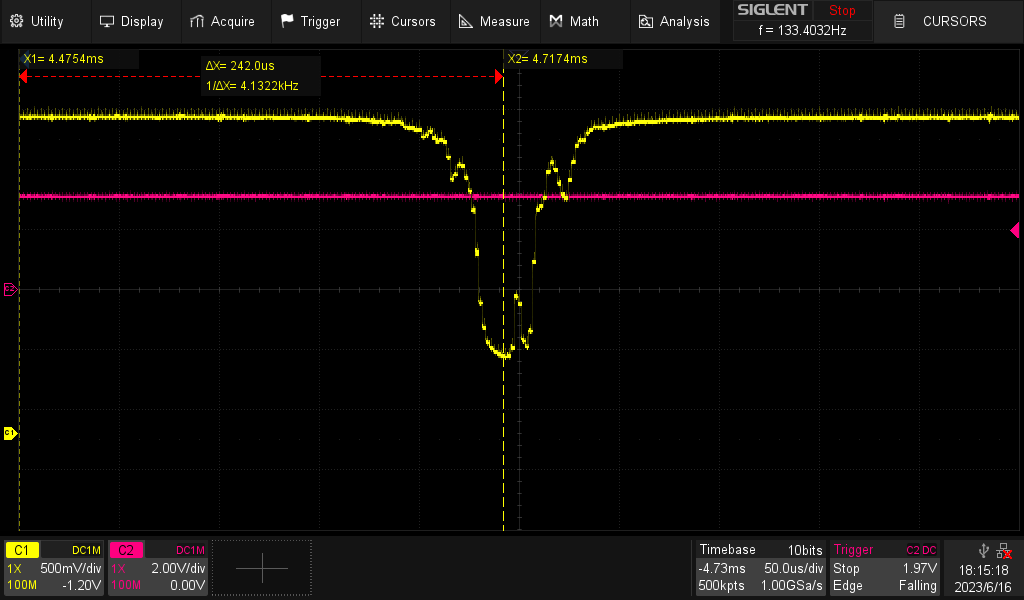 Utility Display Acquire Trigger Cursors Measure Math Analysis SIGLENT Stop CURSORS
f = 133.4032Hz
X1= 4.4754ms X2= 4.7174ms
ΔX= 242.0us
1/ΔX= 4.1322kHz
C1
C1 DC1M C2 DC1M Timebase 10bits Trigger C2 DC
1X 500mV/div 1X 2.00V/div -4.73ms 50.0us/div Stop 1.97V 18:15:18
100M -1.20V 100M 0.00V 500kpts 1.00GSa/s Edge Falling 2023/6/16